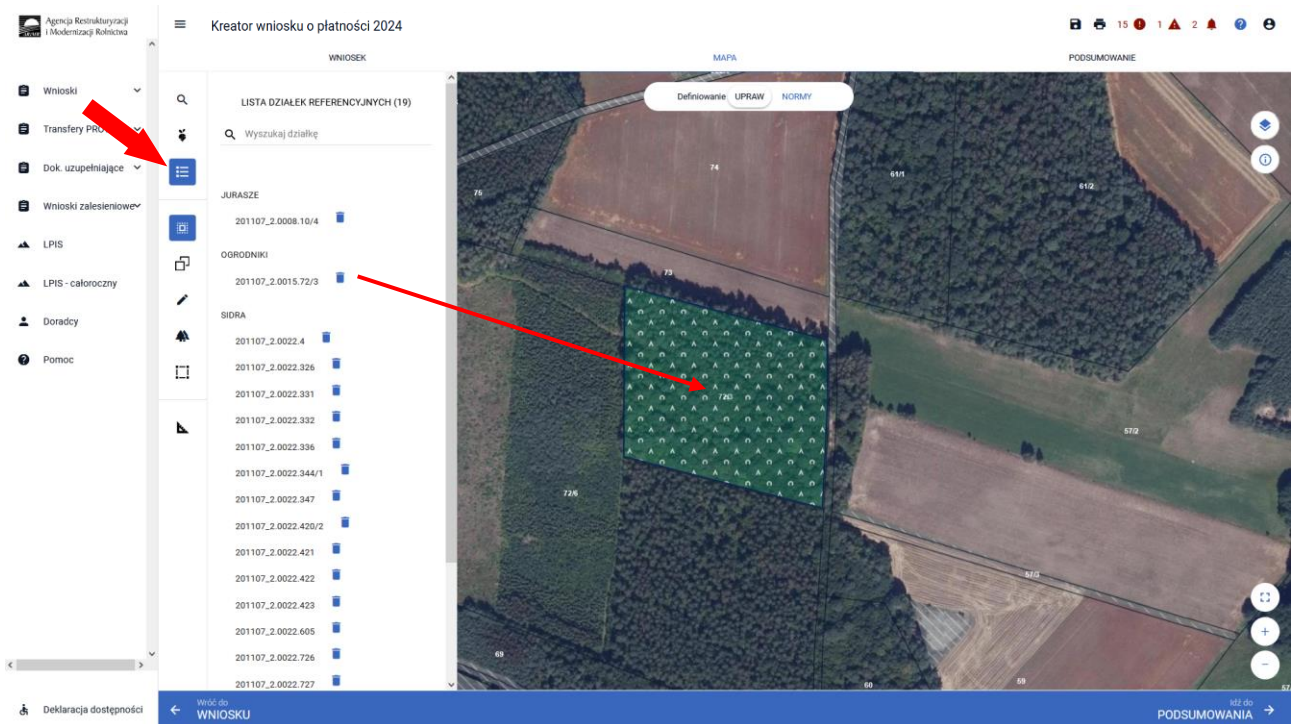 Agencja Restrukturyzacji
i Modernizacji Rolnictwa
Kreator wniosku o płatności 2024
15 1 2
WNIOSEK
MAPA
PODSUMOWANIE
Wnioski
Transfery PRO
Dok. uzupełniające
Wnioski zalesieniowe
LPIS
LPIS - całoroczny
Doradcy
Pomoc
Deklaracja dostępności
LISTA DZIAŁEK REFERENCYJNYCH (19)
Wyszukaj działkę
JURASZE
201107_2.0008.10/4
OGRODNIKI
201107_2.0015.72/3
SIDRA
201107_2.0022.4
201107_2.0022.326
201107_2.0022.331
201107_2.0022.332
201107_2.0022.336
201107_2.0022.344/1
201107_2.0022.347
201107_2.0022.420/2
201107_2.0022.421
201107_2.0022.422
201107_2.0022.423
201107_2.0022.605
201107_2.0022.726
201107_2.0022.727
Definiowanie UPRAW NORMY
74
61/1
61/2
75
73
72/3
57/2
72/6
57/3
69
60
59
Wróć do
WNIOSKU
Idź do
PODSUMOWANIA